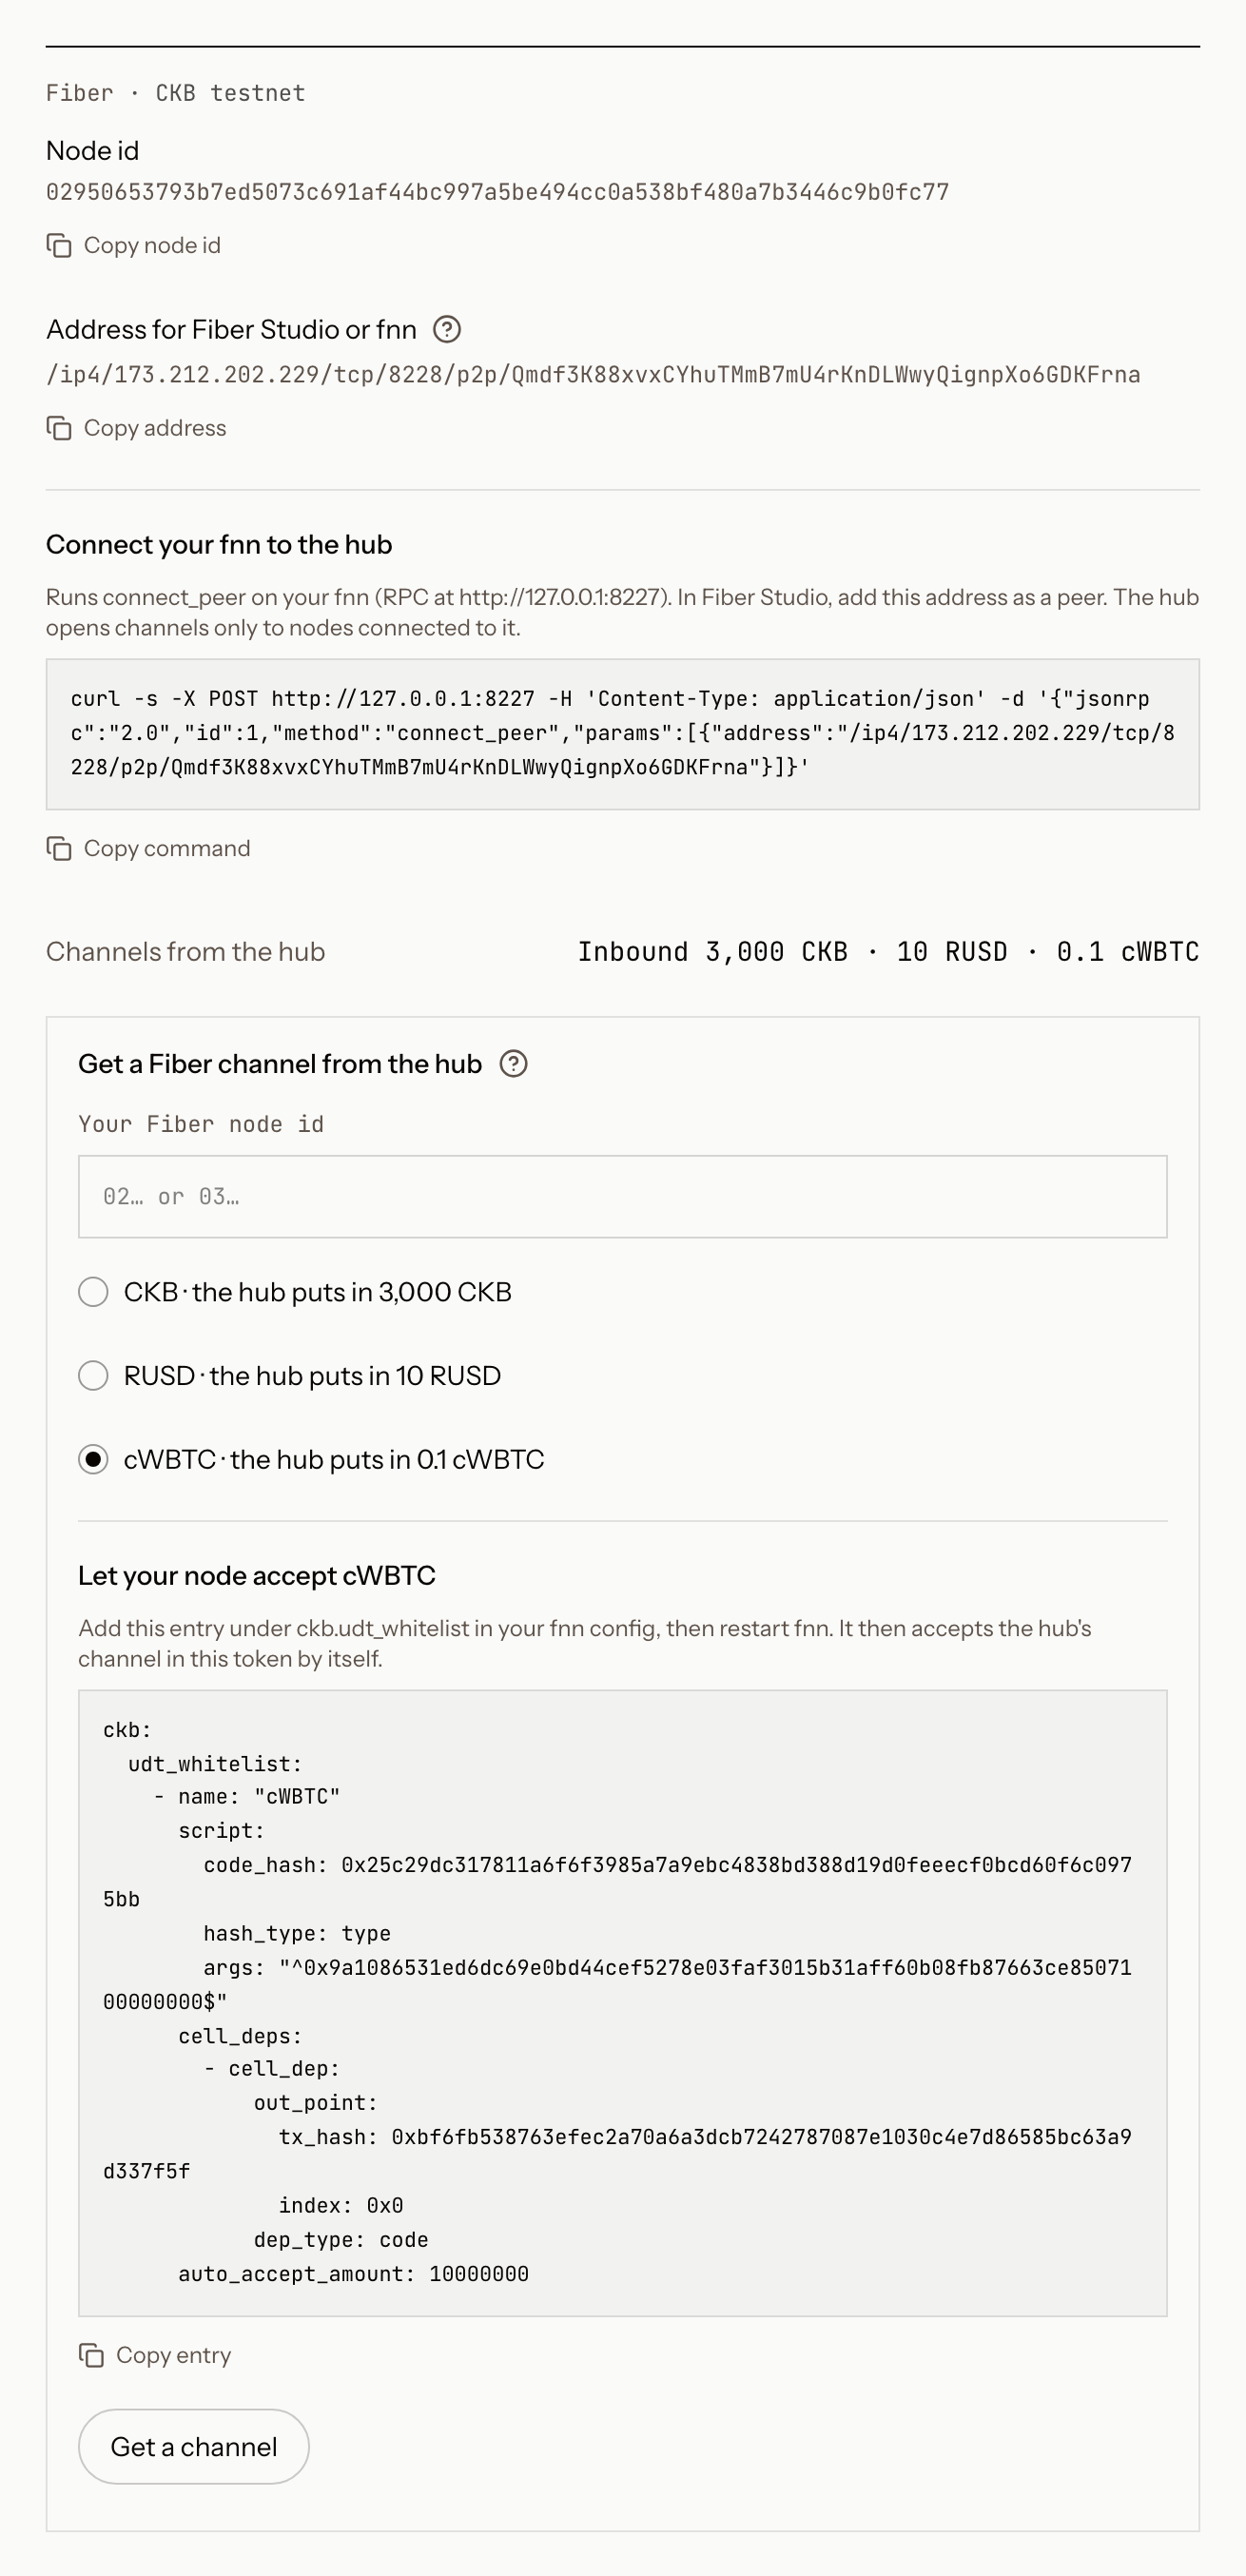 Fiber · CKB testnet
Node id
02950653793b7ed5073c691af44bc997a5be494cc0a538bf480a7b3446c9b0fc77
Copy node id
Address for Fiber Studio or fnn
/ip4/173.212.202.229/tcp/8228/p2p/Qmdf3K88xvxCYhuTMmB7mU4rKnDLWwyQignpXo6GDKFrna
Copy address
Connect your fnn to the hub
Runs connect_peer on your fnn (RPC at http://127.0.0.1:8227). In Fiber Studio, add this address as a peer. The hub
opens channels only to nodes connected to it.
curl -s -X POST http://127.0.0.1:8227 -H 'Content-Type: application/json' -d '{"jsonrp
c":"2.0","id":1,"method":"connect_peer","params":[{"address":"/ip4/173.212.202.229/tcp/8
228/p2p/Qmdf3K88xvxCYhuTMmB7mU4rKnDLWwyQignpXo6GDKFrna"}]}'
Copy command
Channels from the hub
Inbound 3,000 CKB · 10 RUSD · 0.1 cWBTC
Get a Fiber channel from the hub
Your Fiber node id
02… or 03…
CKB · the hub puts in 3,000 CKB
RUSD · the hub puts in 10 RUSD
cWBTC · the hub puts in 0.1 cWBTC
Let your node accept cWBTC
Add this entry under ckb.udt_whitelist in your fnn config, then restart fnn. It then accepts the hub's
channel in this token by itself.
ckb:
  udt_whitelist:
    - name: "cWBTC"
      script:
        code_hash: 0x25c29dc317811a6f6f3985a7a9ebc4838bd388d19d0feeecf0bcd60f6c097
5bb
        hash_type: type
        args: "^0x9a1086531ed6dc69e0bd44cef5278e03faf3015b31aff60b08fb87663ce85071
00000000$"
      cell_deps:
        - cell_dep:
            out_point:
              tx_hash: 0xbf6fb538763efec2a70a6a3dcb7242787087e1030c4e7d86585bc63a9
d337f5f
              index: 0x0
            dep_type: code
      auto_accept_amount: 10000000
Copy entry
Get a channel